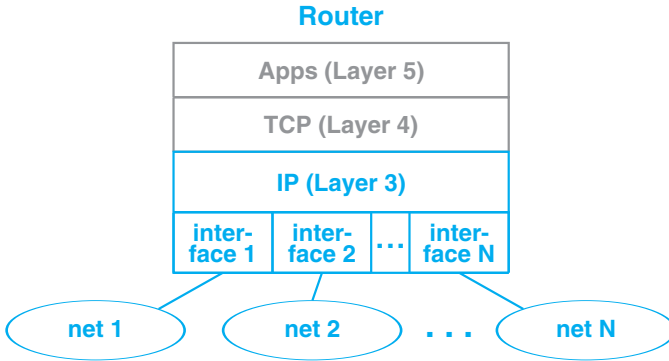 Router
Apps (Layer 5)
TCP (Layer 4)
IP (Layer 3)
inter-
face 1
inter-
face 2
...
inter-
face N
net 1
net 2
. . .
net N